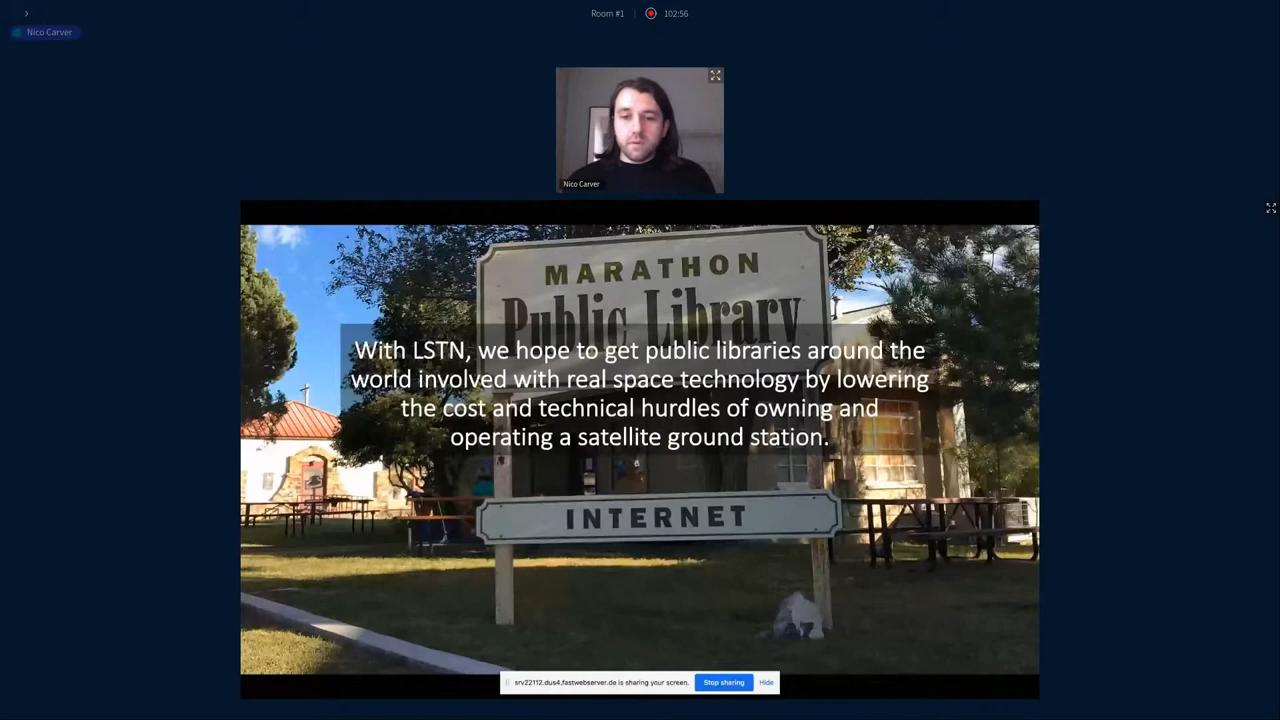 Room #1
102:56
Nico Carver
Nico Carver
MARATHON
Public Library
With LSTN, we hope to get public libraries around the
world involved with real space technology by lowering
the cost and technical hurdles of owning and
operating a satellite ground station.
INTERNET
srv22112.dus4.fastwebserver.de is sharing your screen.
Stop sharing
Hide